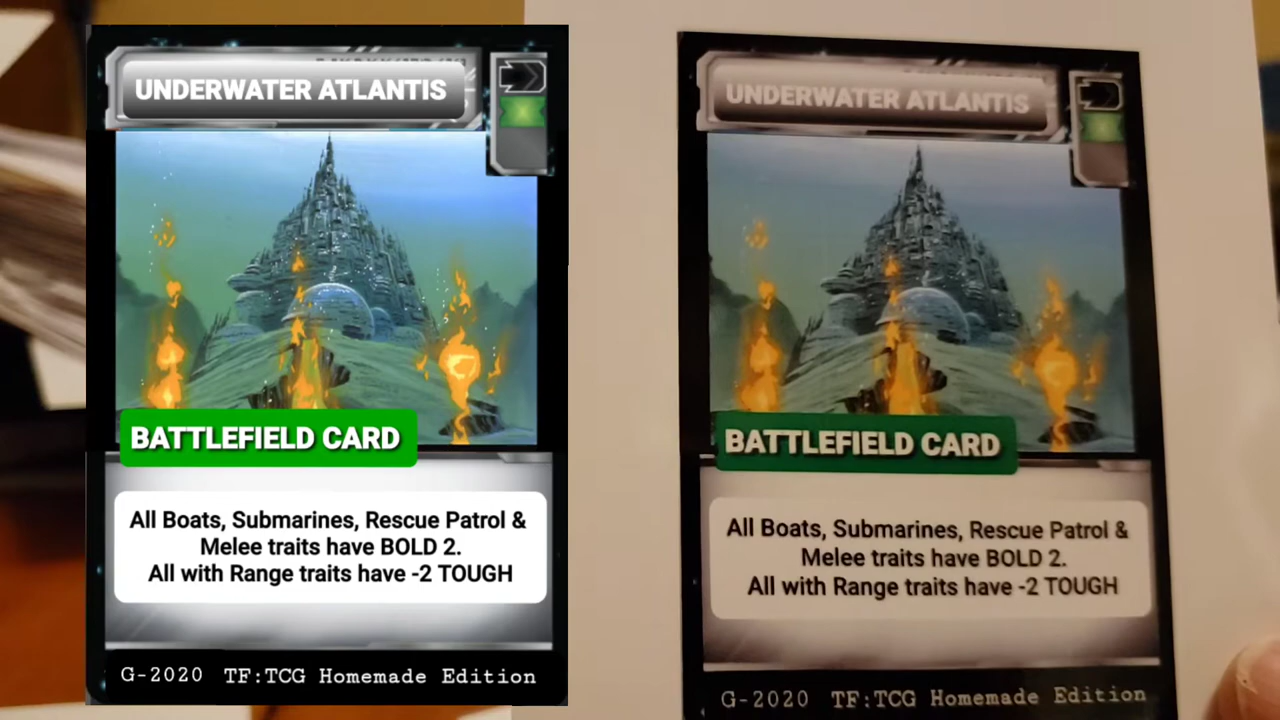 UNDERWATER ATLANTIS
BATTLEFIELD CARD
All Boats, Submarines, Rescue Patrol &
Melee traits have BOLD 2.
All with Range traits have -2 TOUGH
G-2020 TF:TCG Homemade Edition
UNDERWATER ATLANTIS
BATTLEFIELD CARD
All Boats, Submarines, Rescue Patrol &
Melee traits have BOLD 2.
All with Range traits have -2 TOUGH
G-2020 TF:TCG Homemade Edition